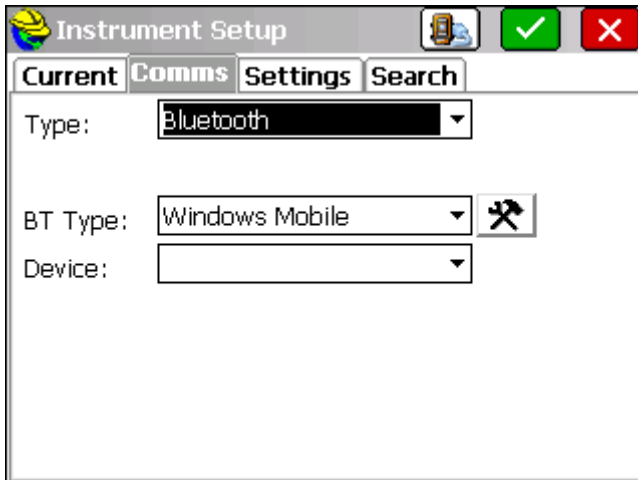 Instrument Setup
Current Comms Settings Search
Type: Bluetooth
BT Type: Windows Mobile
Device: